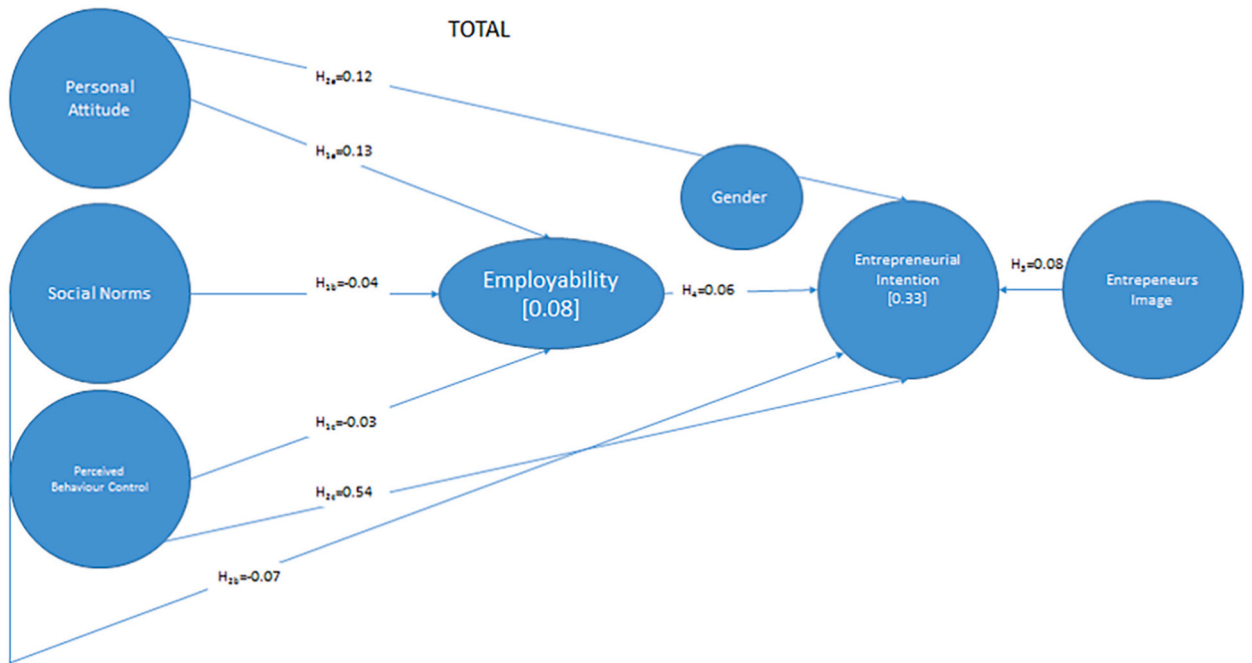 TOTAL
Personal
Attitude
H2a=0.12
H1a=0.13
Gender
Social Norms
H1b=-0.04
Employability
[0.08]
H4=0.06
Entrepreneurial
Intention
[0.33]
H3=0.08
Entrepeneurs
Image
Perceived
Behaviour Control
H1c=-0.03
H2c=0.54
H2b=-0.07